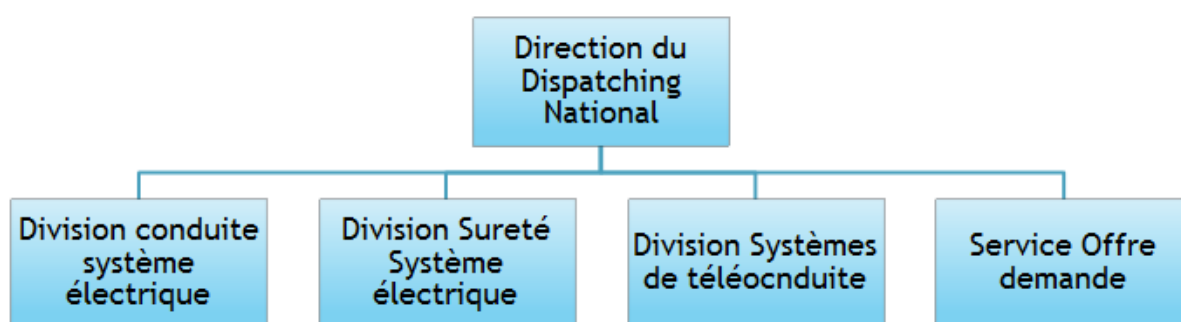 Direction du
Dispatching
National
Division conduite
système
électrique
Division Sureté
Système
électrique
Division Systèmes
de téléocnduite
Service Offre
demande